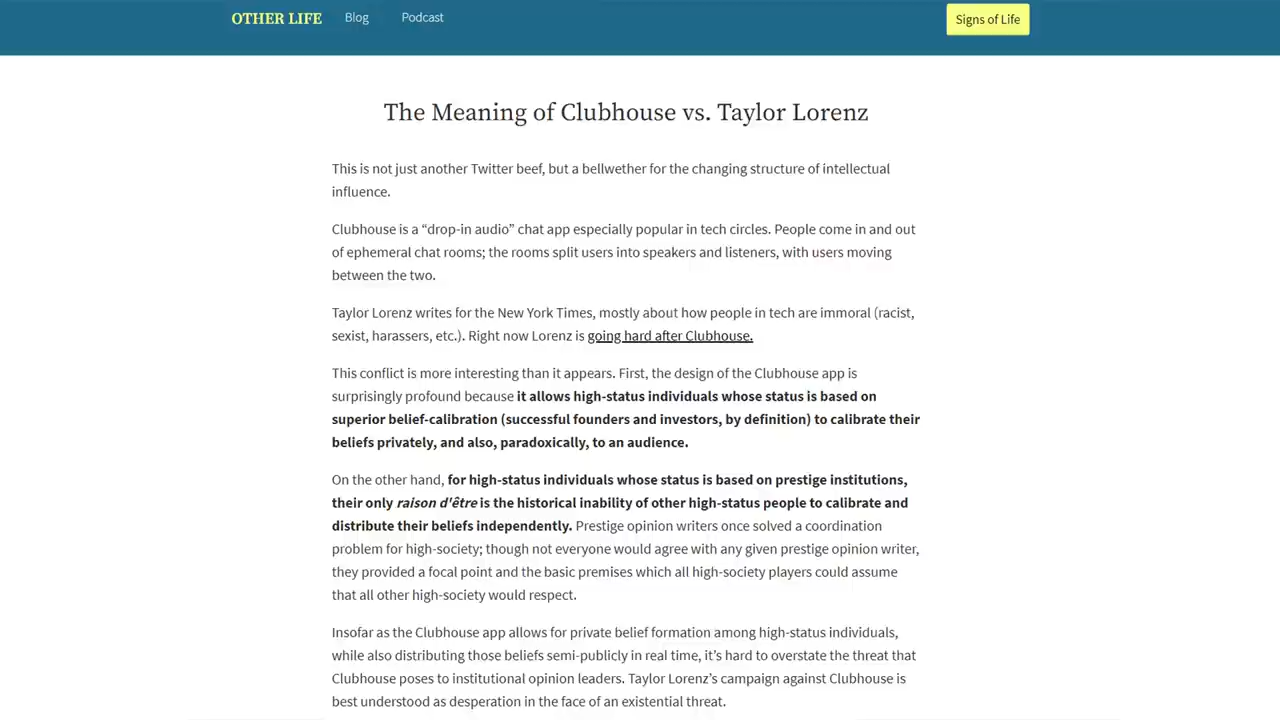 OTHER LIFE Blog Podcast Signs of Life
The Meaning of Clubhouse vs. Taylor Lorenz
This is not just another Twitter beef, but a bellwether for the changing structure of intellectual
influence.
Clubhouse is a “drop-in audio” chat app especially popular in tech circles. People come in and out
of ephemeral chat rooms; the rooms split users into speakers and listeners, with users moving
between the two.
Taylor Lorenz writes for the New York Times, mostly about how people in tech are immoral (racist,
sexist, harassers, etc.). Right now Lorenz is going hard after Clubhouse.
This conflict is more interesting than it appears. First, the design of the Clubhouse app is
surprisingly profound because it allows high-status individuals whose status is based on
superior belief-calibration (successful founders and investors, by definition) to calibrate their
beliefs privately, and also, paradoxically, to an audience.
On the other hand, for high-status individuals whose status is based on prestige institutions,
their only raison d'être is the historical inability of other high-status people to calibrate and
distribute their beliefs independently. Prestige opinion writers once solved a coordination
problem for high-society; though not everyone would agree with any given prestige opinion writer,
they provided a focal point and the basic premises which all high-society players could assume
that all other high-society would respect.
Insofar as the Clubhouse app allows for private belief formation among high-status individuals,
while also distributing those beliefs semi-publicly in real time, it’s hard to overstate the threat that
Clubhouse poses to institutional opinion leaders. Taylor Lorenz’s campaign against Clubhouse is
best understood as desperation in the face of an existential threat.